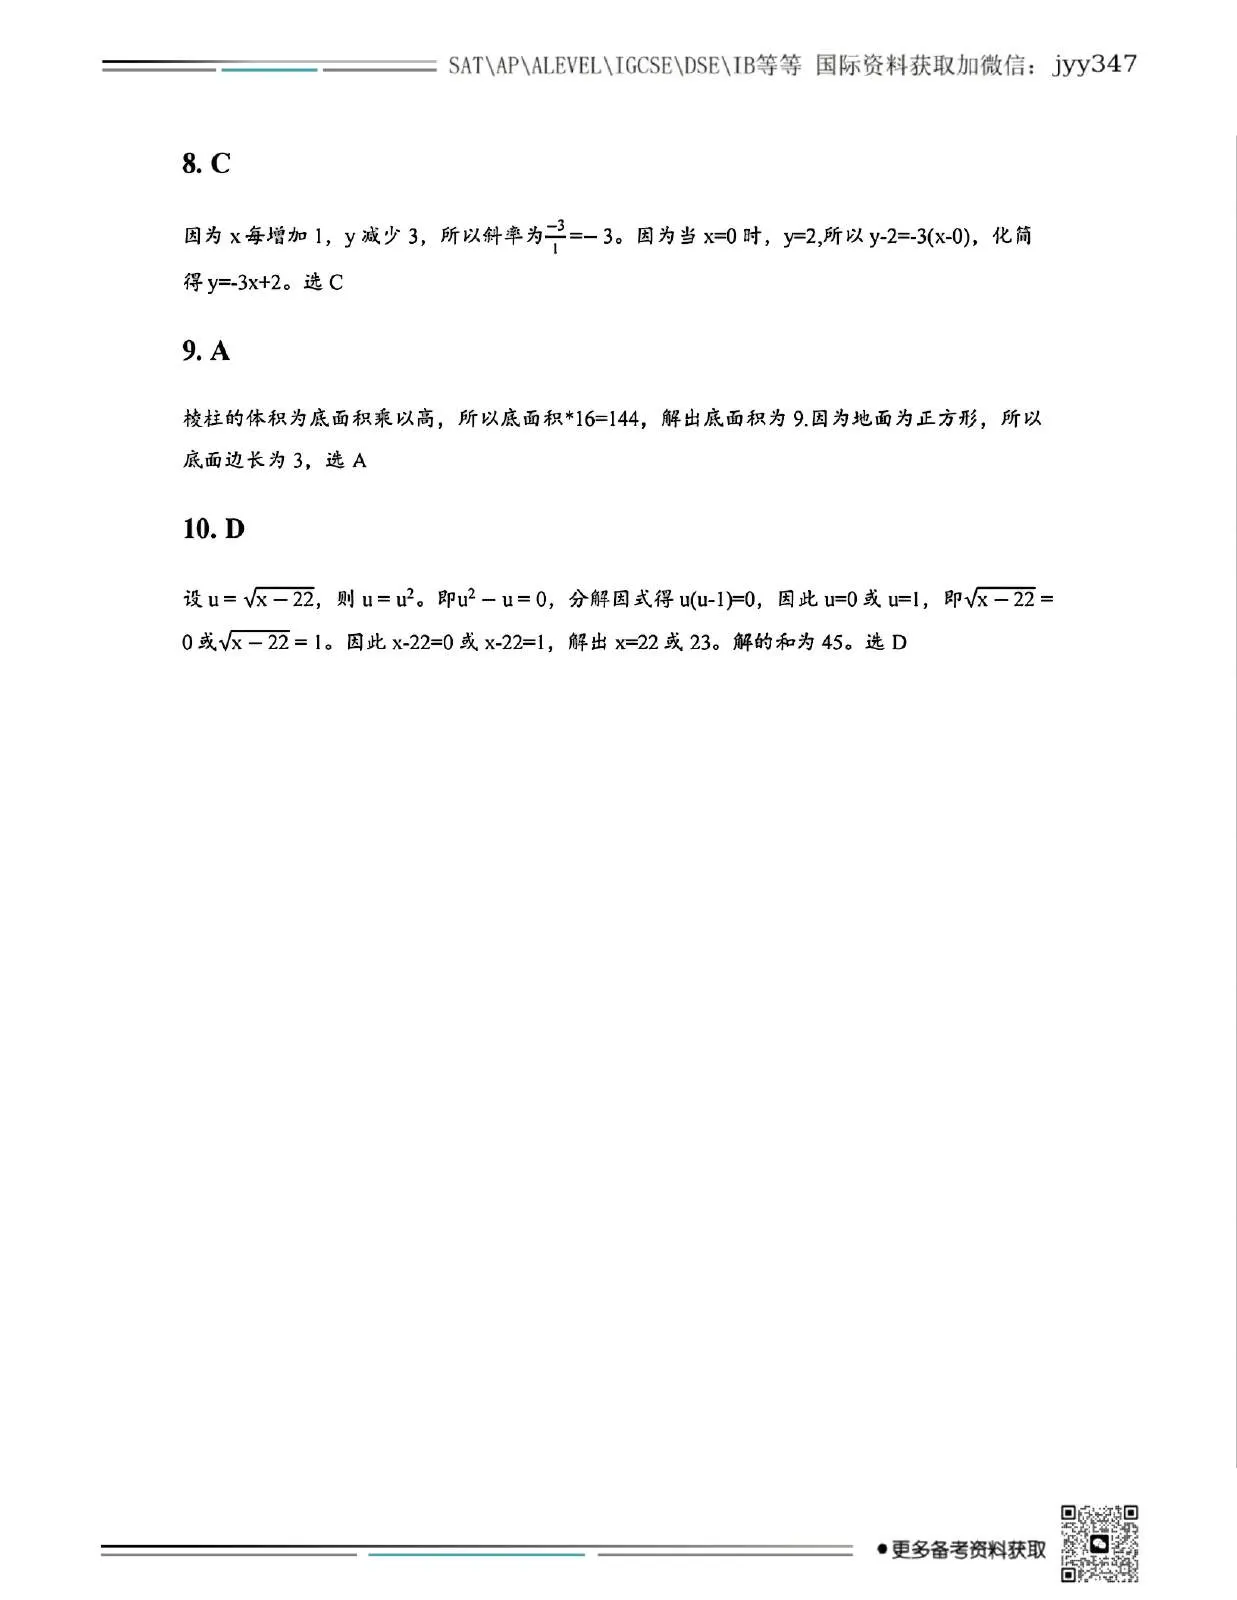 SAT\AP\ALEVEL\IGCSE\DSE\IB等等 国际资料获取加微信：jyy347
8. C
因为 x 每增加 1，y 减少 3，所以斜率为$\frac{-3}{1}$=− 3。因为当 x=0 时，y=2,所以 y-2=-3(x-0)，化简
得 y=-3x+2。选 C
9. A
棱柱的体积为底面积乘以高，所以底面积*16=144，解出底面积为 9.因为地面为正方形，所以
底面边长为 3，选 A
10. D
设 u = √(x − 22)，则 u = u²。即u² − u = 0，分解因式得 u(u-1)=0，因此 u=0 或 u=1，即√(x − 22) =
0 或√(x − 22) = 1。因此 x-22=0 或 x-22=1，解出 x=22 或 23。解的和为 45。选 D
●更多备考资料获取